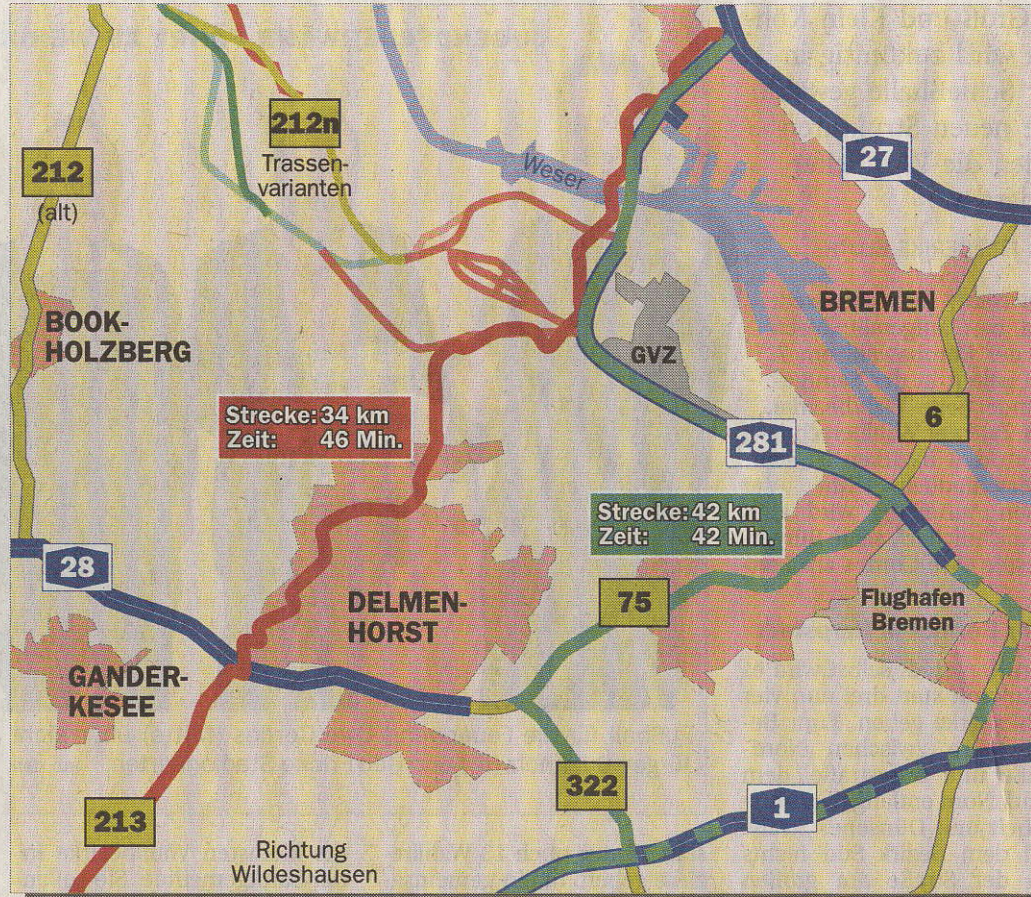 212n
Trassen-
varianten
212
(alt)
Weser
27
BOOK-
HOLZBERG
BREMEN
GVZ
Strecke: 34 km
Zeit: 46 Min.
6
281
Strecke: 42 km
Zeit: 42 Min.
28
DELMEN-
HORST
75
Flughafen
Bremen
GANDER-
KESEE
322
1
213
Richtung
Wildeshausen